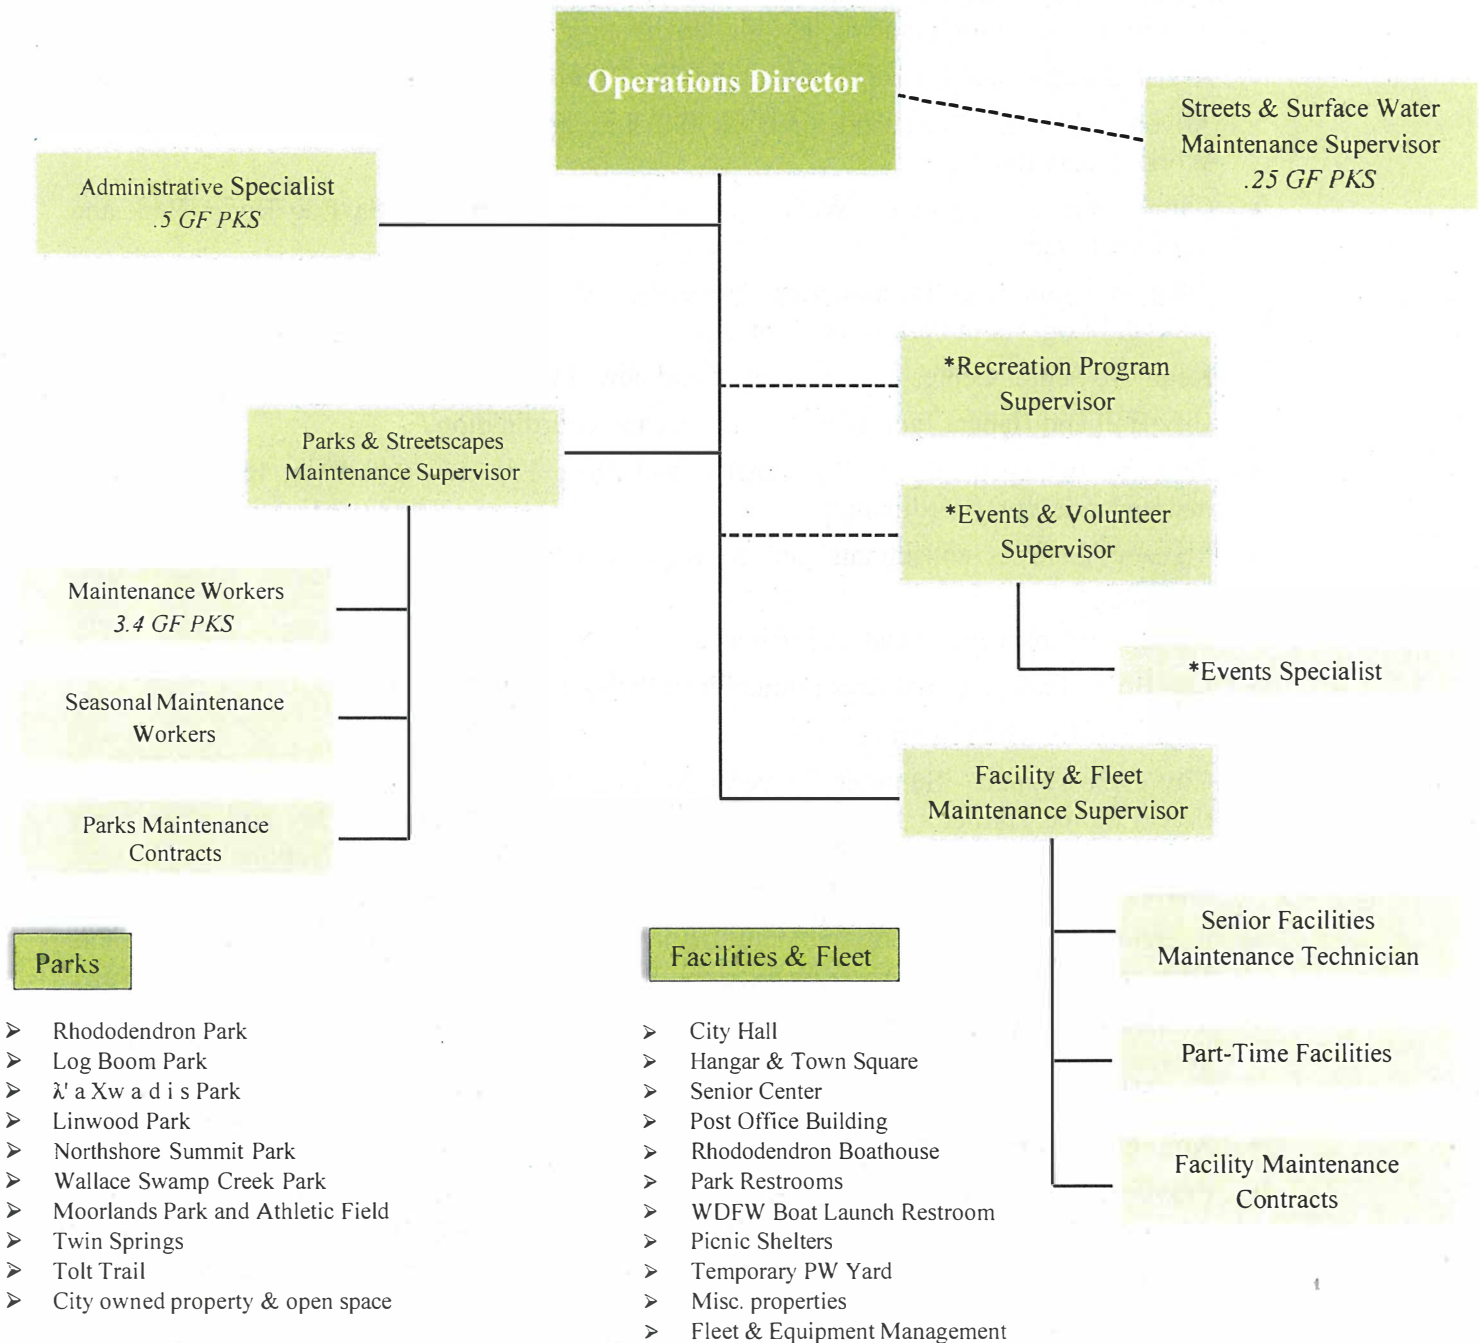 Operations Director
Streets & Surface Water
Maintenance Supervisor
.25 GF PKS
Administrative Specialist
.5 GF PKS
*Recreation Program
Supervisor
Parks & Streetscapes
Maintenance Supervisor
*Events & Volunteer
Supervisor
Maintenance Workers
3.4 GF PKS
*Events Specialist
Seasonal Maintenance
Workers
Facility & Fleet
Maintenance Supervisor
Parks Maintenance
Contracts
Senior Facilities
Maintenance Technician
Part-Time Facilities
Facility Maintenance
Contracts
Parks
➢ Rhododendron Park
➢ Log Boom Park
➢ λ' a Xw a d i s Park
➢ Linwood Park
➢ Northshore Summit Park
➢ Wallace Swamp Creek Park
➢ Moorlands Park and Athletic Field
➢ Twin Springs
➢ Tolt Trail
➢ City owned property & open space
Facilities & Fleet
➢ City Hall
➢ Hangar & Town Square
➢ Senior Center
➢ Post Office Building
➢ Rhododendron Boathouse
➢ Park Restrooms
➢ WDFW Boat Launch Restroom
➢ Picnic Shelters
➢ Temporary PW Yard
➢ Misc. properties
➢ Fleet & Equipment Management